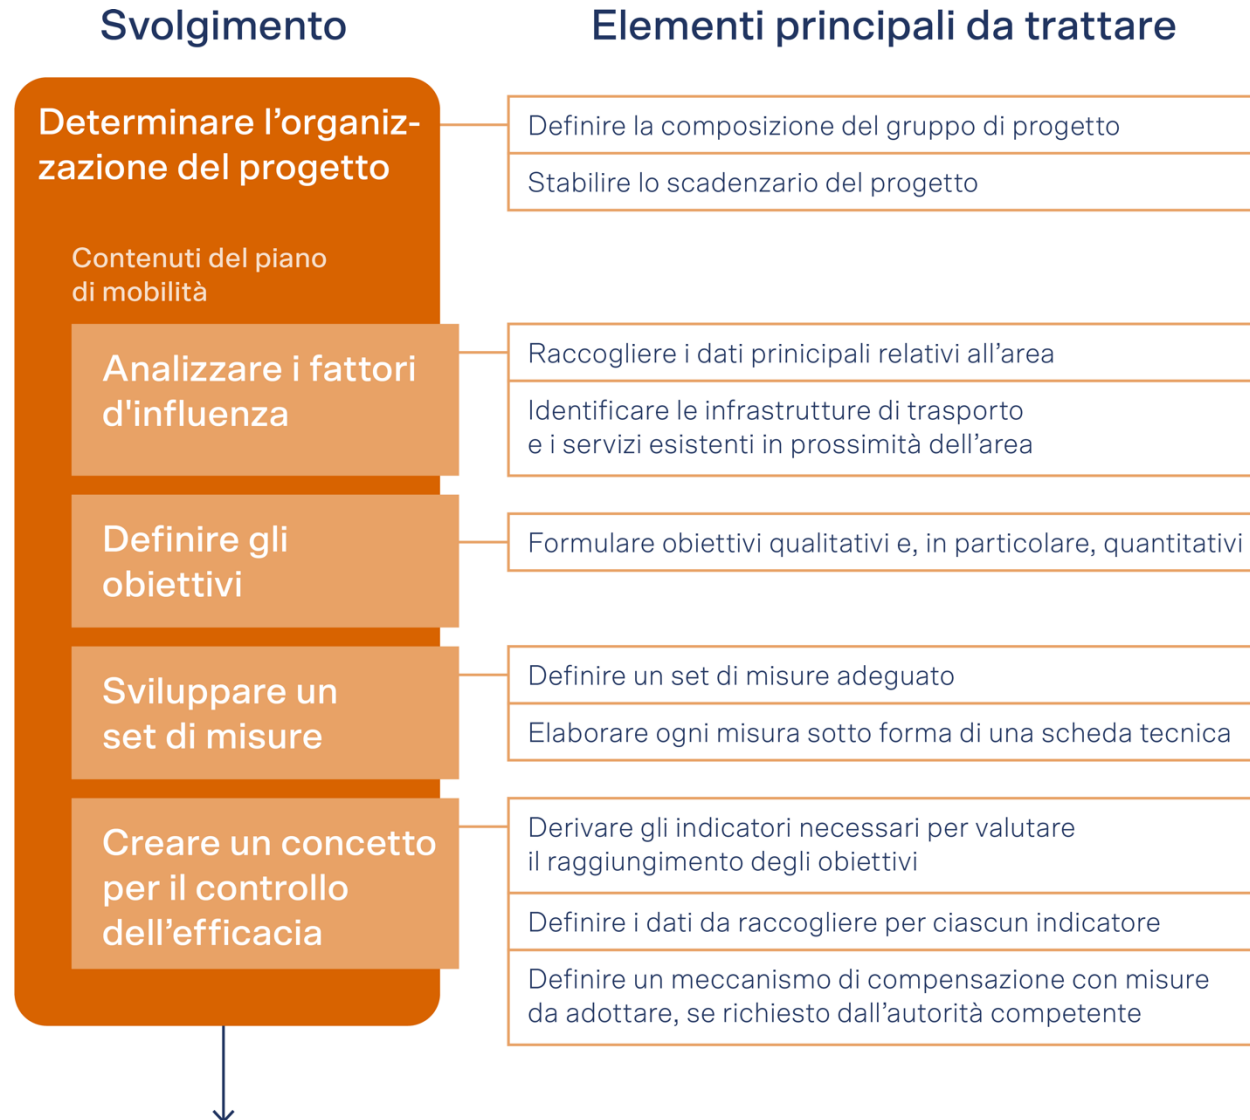 Svolgimento
Elementi principali da trattare
Determinare l’organiz-
zazione del progetto
Definire la composizione del gruppo di progetto
Stabilire lo scadenzario del progetto
Contenuti del piano
di mobilità
Analizzare i fattori
d'influenza
Raccogliere i dati prinicipali relativi all’area
Identificare le infrastrutture di trasporto
e i servizi esistenti in prossimità dell’area
Definire gli
obiettivi
Formulare obiettivi qualitativi e, in particolare, quantitativi
Sviluppare un
set di misure
Definire un set di misure adeguato
Elaborare ogni misura sotto forma di una scheda tecnica
Creare un concetto
per il controllo
dell’efficacia
Derivare gli indicatori necessari per valutare
il raggiungimento degli obiettivi
Definire i dati da raccogliere per ciascun indicatore
Definire un meccanismo di compensazione con misure
da adottare, se richiesto dall’autorità competente